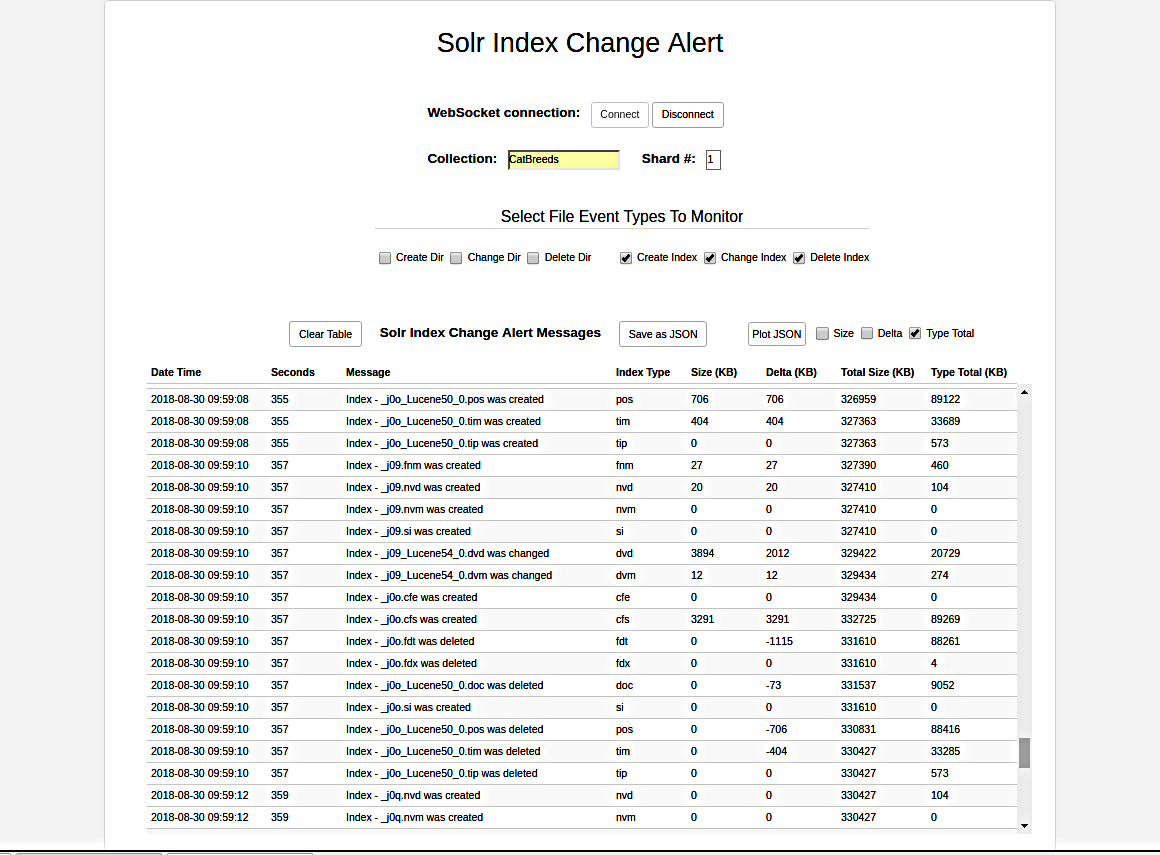 Solr Index Change Alert
WebSocket connection: Connect Disconnect
Collection: CatBreeds Shard #: 1
Select File Event Types To Monitor
Create Dir Change Dir Delete Dir Create Index Change Index Delete Index
Clear Table Solr Index Change Alert Messages Save as JSON Plot JSON Size Delta Type Total
Date Time Seconds Message Index Type Size (KB) Delta (KB) Total Size (KB) Type Total (KB)
2018-08-30 09:59:08 355 Index - _j0o_Lucene50_0.pos was created pos 706 706 326959 89122
2018-08-30 09:59:08 355 Index - _j0o_Lucene50_0.tim was created tim 404 404 327363 33689
2018-08-30 09:59:08 355 Index - _j0o_Lucene50_0.tip was created tip 0 0 327363 573
2018-08-30 09:59:10 357 Index - _j09.fnm was created fnm 27 27 327390 460
2018-08-30 09:59:10 357 Index - _j09.nvd was created nvd 20 20 327410 104
2018-08-30 09:59:10 357 Index - _j09.nvm was created nvm 0 0 327410 0
2018-08-30 09:59:10 357 Index - _j09.si was created si 0 0 327410 0
2018-08-30 09:59:10 357 Index - _j09_Lucene54_0.dvd was changed dvd 3894 2012 329422 20729
2018-08-30 09:59:10 357 Index - _j09_Lucene54_0.dvm was changed dvm 12 12 329434 274
2018-08-30 09:59:10 357 Index - _j0o.cfe was created cfe 0 0 329434 0
2018-08-30 09:59:10 357 Index - _j0o.cfs was created cfs 3291 3291 332725 89269
2018-08-30 09:59:10 357 Index - _j0o.fdt was deleted fdt 0 -1115 331610 88261
2018-08-30 09:59:10 357 Index - _j0o.fdx was deleted fdx 0 0 331610 4
2018-08-30 09:59:10 357 Index - _j0o_Lucene50_0.doc was deleted doc 0 -73 331537 9052
2018-08-30 09:59:10 357 Index - _j0o.si was created si 0 0 331610 0
2018-08-30 09:59:10 357 Index - _j0o_Lucene50_0.pos was deleted pos 0 -706 330831 88416
2018-08-30 09:59:10 357 Index - _j0o_Lucene50_0.tim was deleted tim 0 -404 330427 33285
2018-08-30 09:59:10 357 Index - _j0o_Lucene50_0.tip was deleted tip 0 0 330427 573
2018-08-30 09:59:12 359 Index - _j0q.nvd was created nvd 0 0 330427 104
2018-08-30 09:59:12 359 Index - _j0q.nvm was created nvm 0 0 330427 0